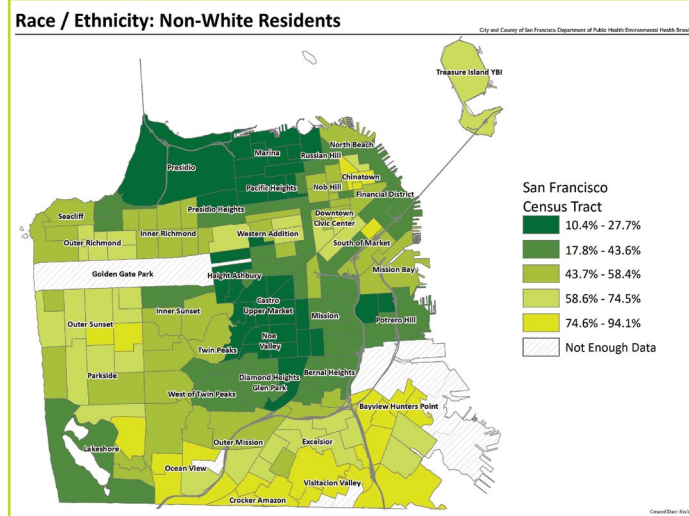 Race / Ethnicity: Non-White Residents
City and County of San Francisco Department of Public Health: Environmental Health Branch
Treasure Island YBI
North Beach
Marina
Russian Hill
Presidio
Chinatown
Pacific Heights
Nob Hill
Financial District
San Francisco
Census Tract
10.4% - 27.7%
17.8% - 43.6%
43.7% - 58.4%
58.6% - 74.5%
74.6% - 94.1%
Not Enough Data
Seacliff
Presidio Heights
Downtown
Civic Center
Outer Richmond
Inner Richmond
Western Addition
South of Market
Golden Gate Park
Haight Ashbury
Mission Bay
Castro
Upper Market
Outer Sunset
Inner Sunset
Mission
Potrero Hill
Noe
Valley
Twin Peaks
Parkside
Diamond Heights
Glen Park
Bernal Heights
West of Twin Peaks
Bayview Hunters Point
Lakeshore
Outer Mission
Excelsior
Ocean View
Visitacion Valley
Crocker Amazon
Created Date: